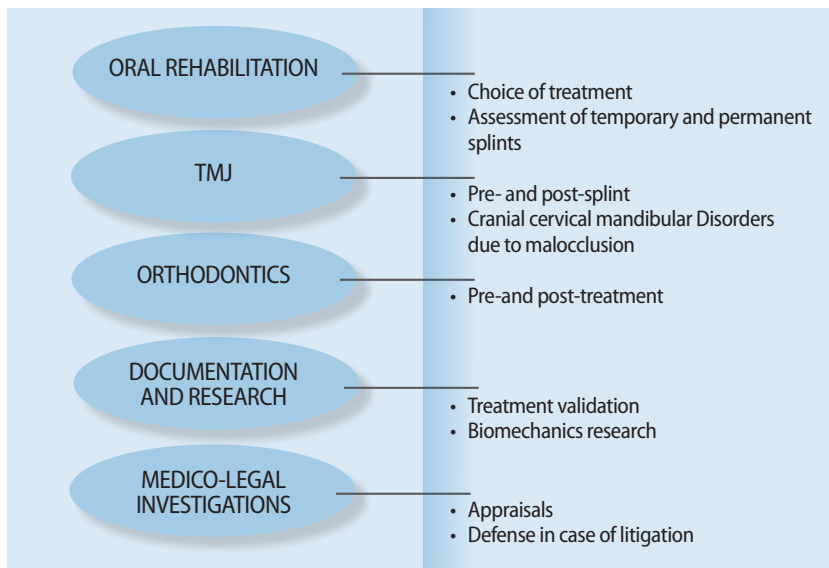 ORAL REHABILITATION
• Choice of treatment
• Assessment of temporary and permanent
splints
TMJ
• Pre- and post-splint
• Cranial cervical mandibular Disorders
due to malocclusion
ORTHODONTICS
• Pre-and post-treatment
DOCUMENTATION
AND RESEARCH
• Treatment validation
• Biomechanics research
MEDICO-LEGAL
INVESTIGATIONS
• Appraisals
• Defense in case of litigation